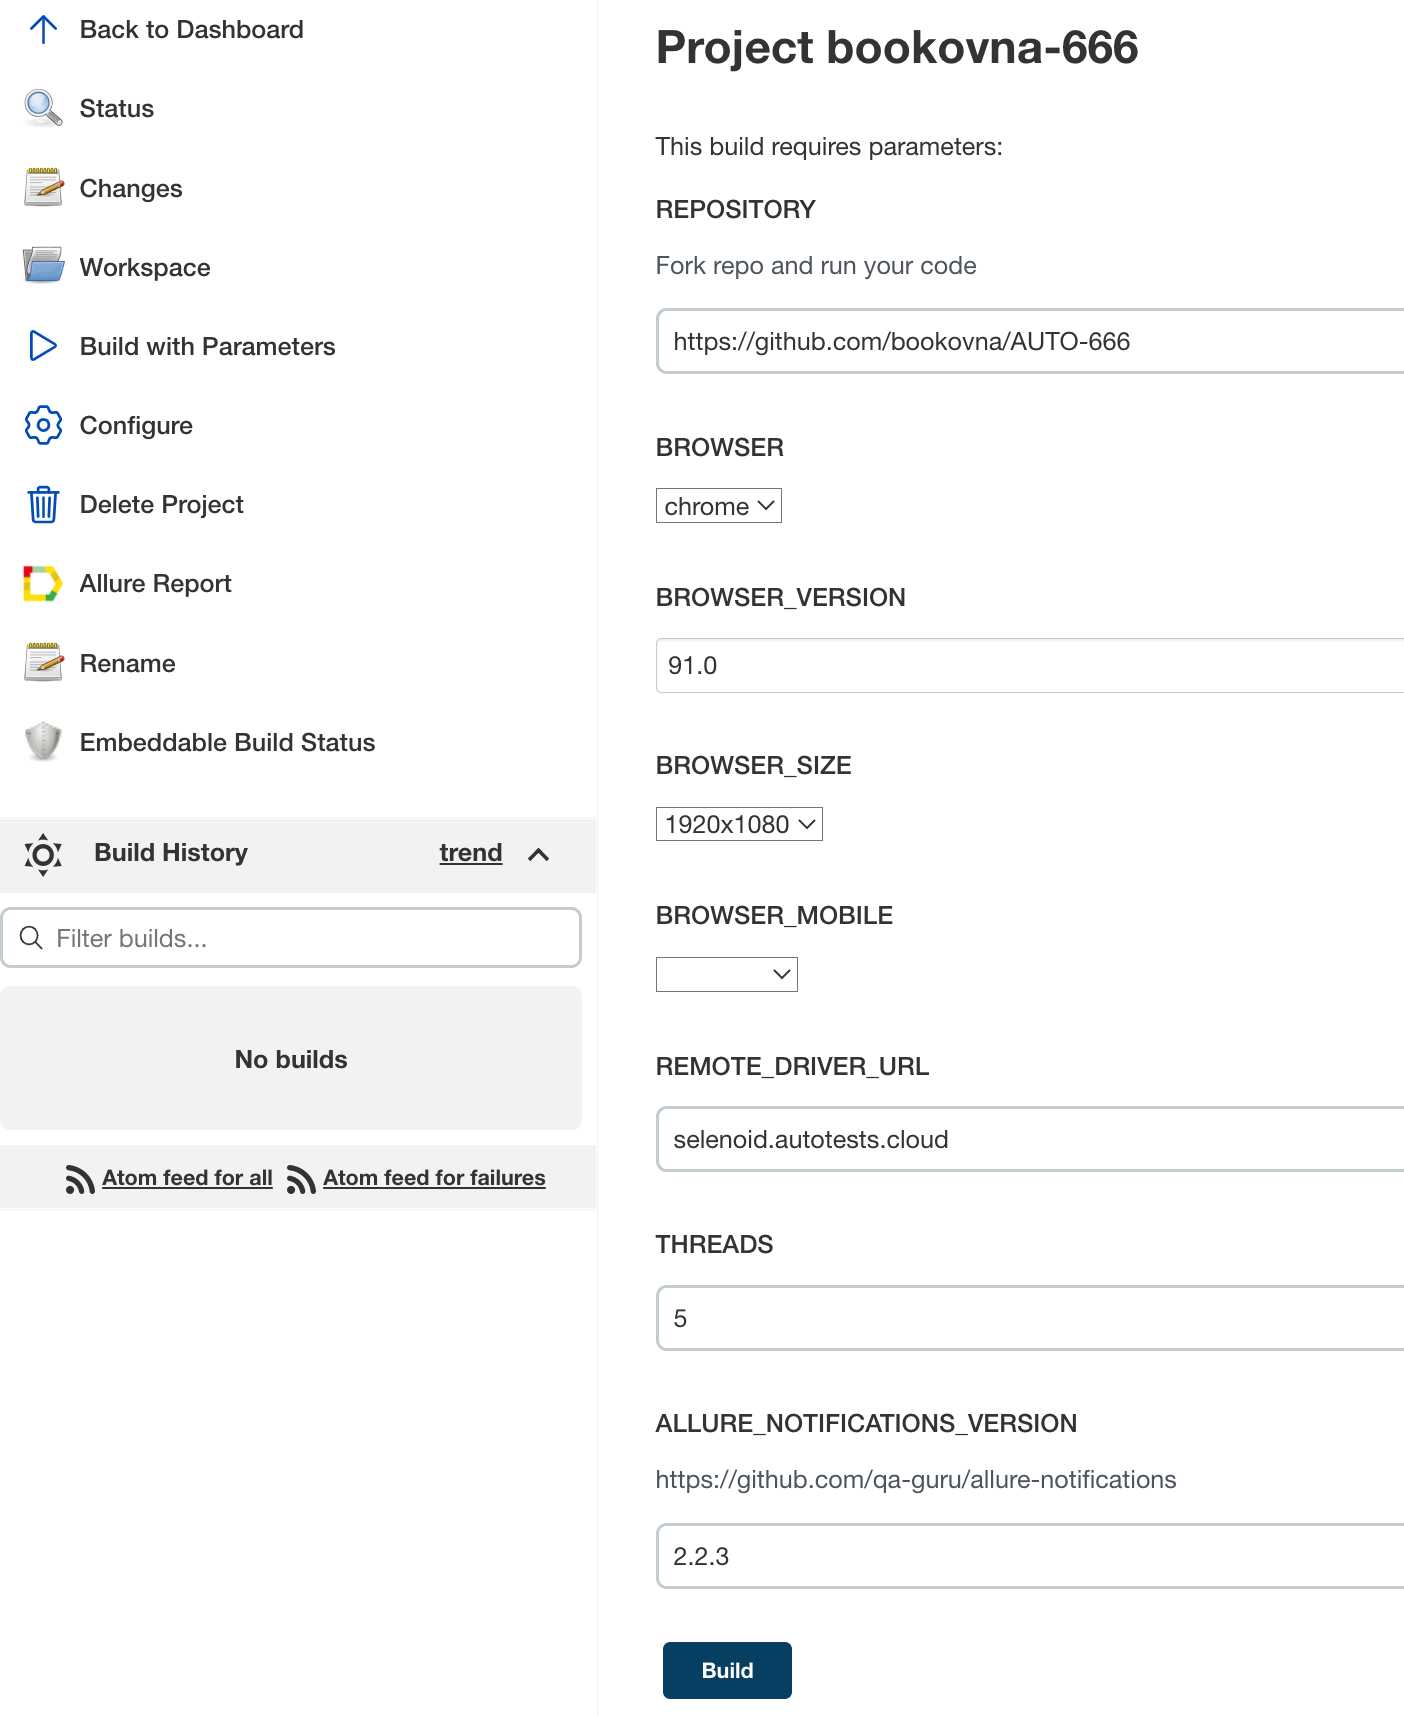 Back to Dashboard
Status
Changes
Workspace
Build with Parameters
Configure
Delete Project
Allure Report
Rename
Embeddable Build Status
Build History trend
Filter builds...
No builds
Atom feed for all Atom feed for failures
Project bookovna-666
This build requires parameters:
REPOSITORY
Fork repo and run your code
https://github.com/bookovna/AUTO-666
BROWSER
chrome
BROWSER_VERSION
91.0
BROWSER_SIZE
1920x1080
BROWSER_MOBILE
REMOTE_DRIVER_URL
selenoid.autotests.cloud
THREADS
5
ALLURE_NOTIFICATIONS_VERSION
https://github.com/qa-guru/allure-notifications
2.2.3
Build